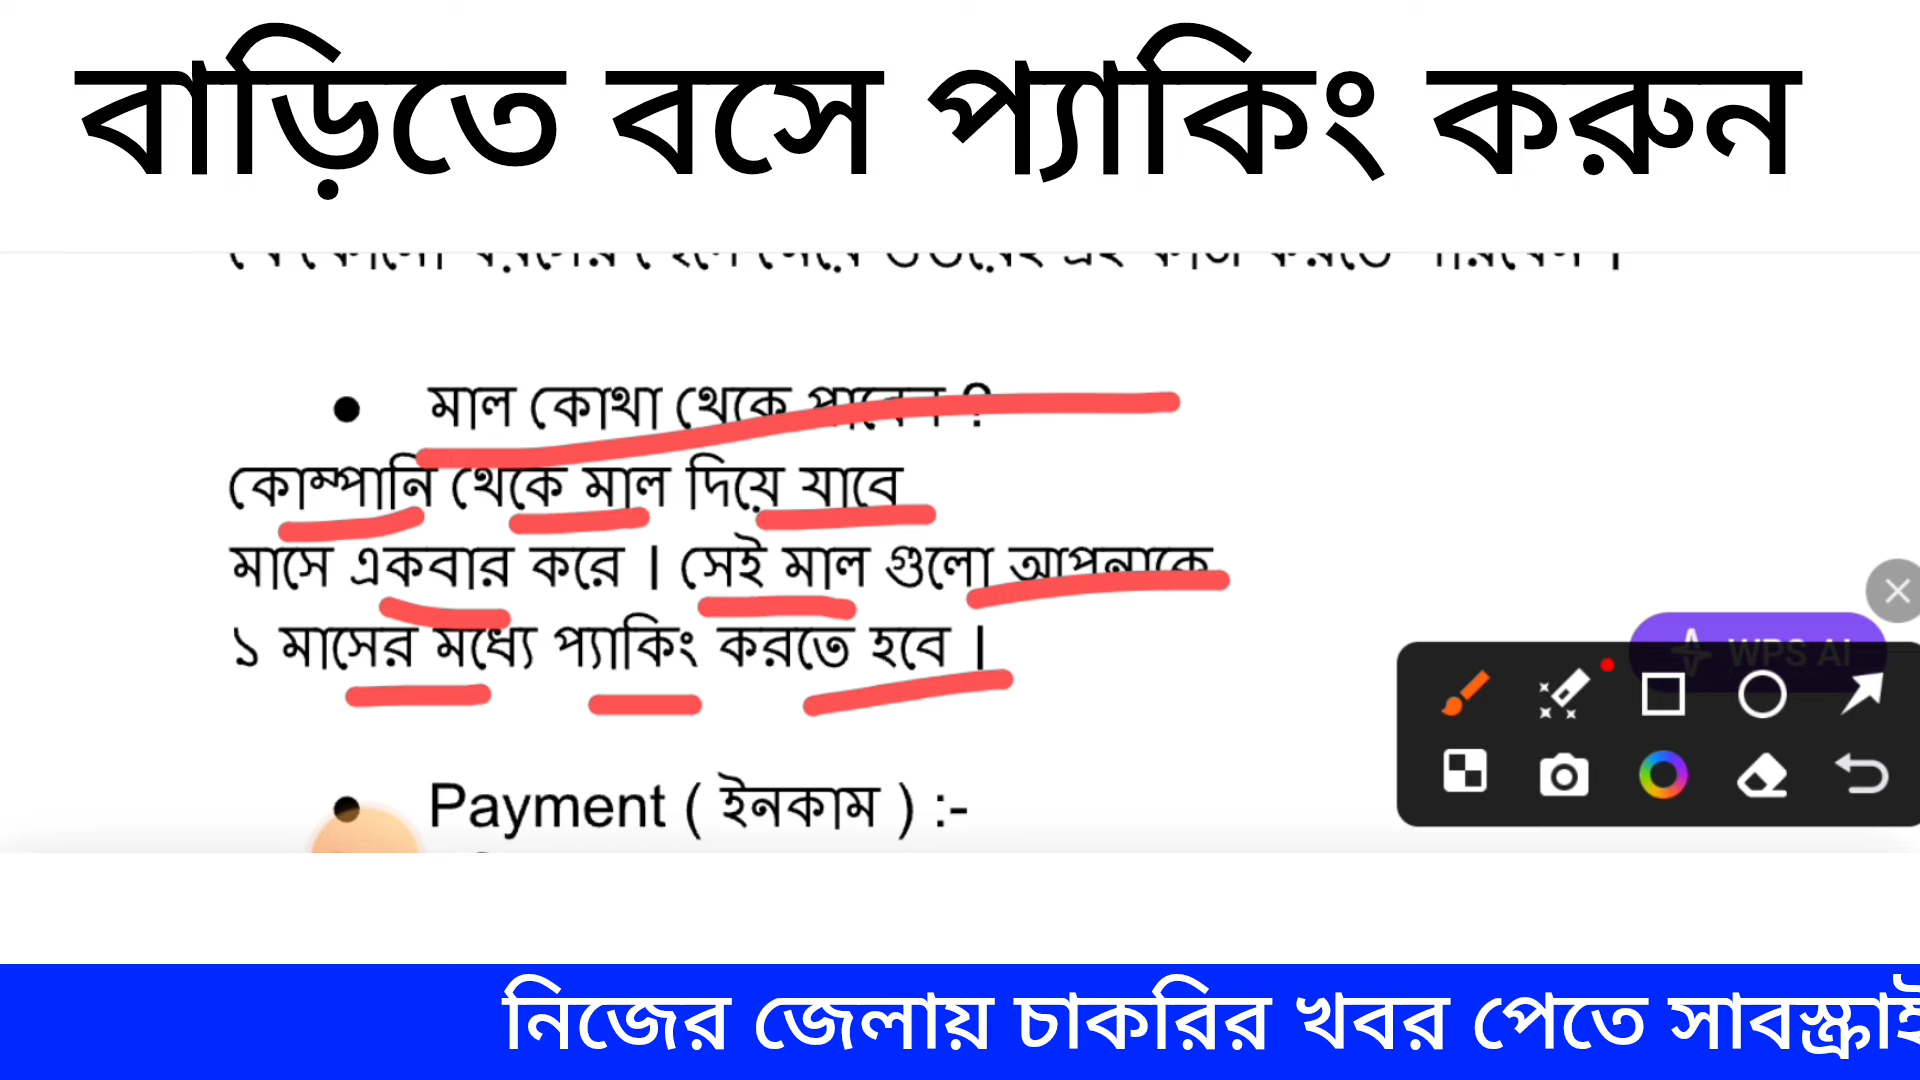 বাড়িতে বসে প্যাকিং করুন
মাল কোথা থেকে পাবেন ?
কোম্পানি থেকে মাল দিয়ে যাবে
মাসে একবার করে । সেই মাল গুলো আপনাকে
১ মাসের মধ্যে প্যাকিং করতে হবে ।
WPS AI
Payment ( ইনকাম ) :-
নিজের জেলায় চাকরির খবর পেতে